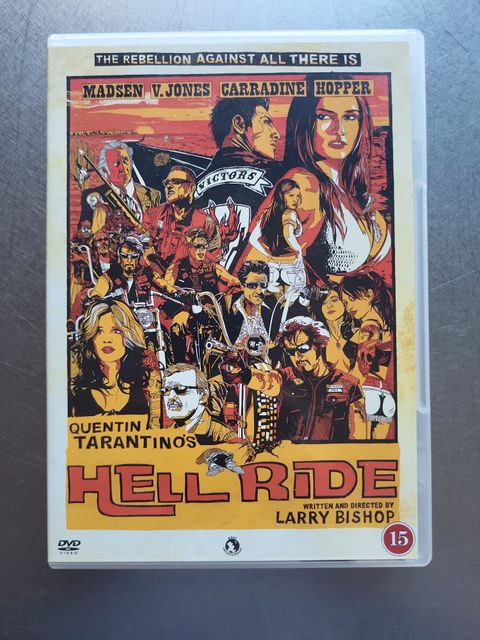 THE REBELLION AGAINST ALL THERE IS
MADSEN V. JONES CARRADINE HOPPER
VICTORS
QUENTIN
TARANTINO'S
HELL RIDE
WRITTEN AND DIRECTED BY
LARRY BISHOP
DVD
VIDEO
15